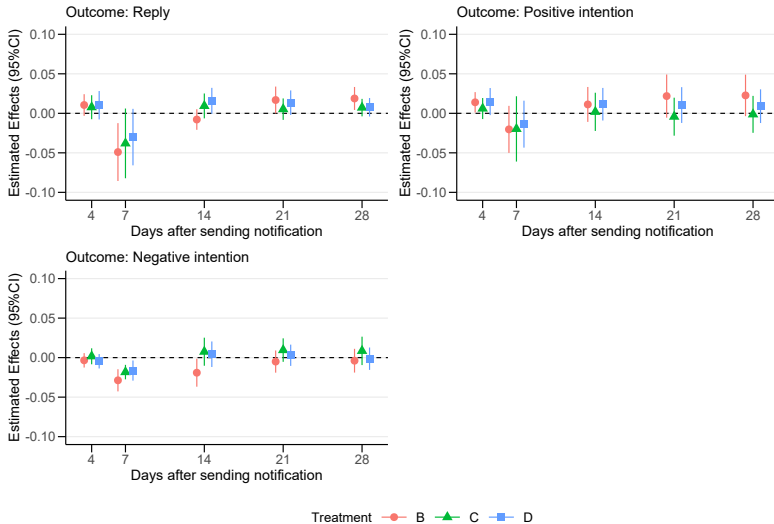 Outcome: Reply
Estimated Effects (95%CI)
0.10
0.05
0.00
-0.05
-0.10
4 7 14 21 28
Days after sending notification
Outcome: Positive intention
Estimated Effects (95%CI)
0.10
0.05
0.00
-0.05
-0.10
4 7 14 21 28
Days after sending notification
Outcome: Negative intention
Estimated Effects (95%CI)
0.10
0.05
0.00
-0.05
-0.10
4 7 14 21 28
Days after sending notification
Treatment B C D